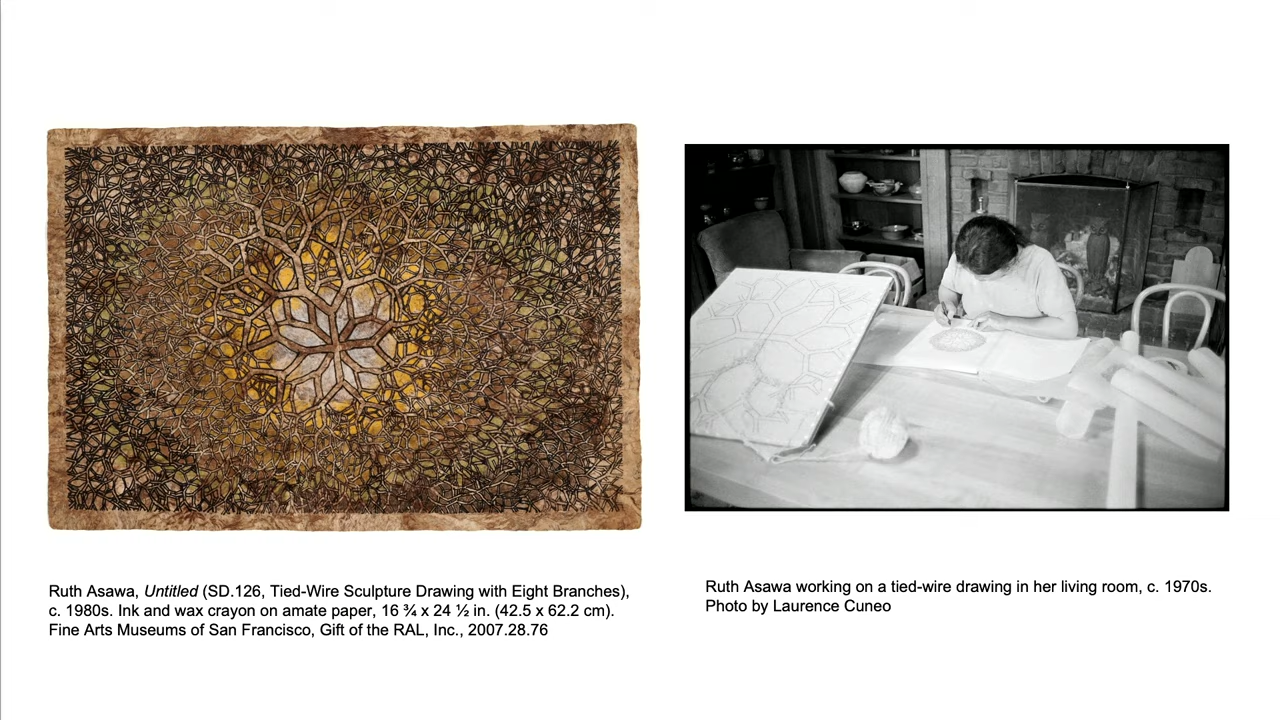 Ruth Asawa, Untitled (SD.126, Tied-Wire Sculpture Drawing with Eight Branches),
c. 1980s. Ink and wax crayon on amate paper, 16 ¾ x 24 ½ in. (42.5 x 62.2 cm).
Fine Arts Museums of San Francisco, Gift of the RAL, Inc., 2007.28.76
Ruth Asawa working on a tied-wire drawing in her living room, c. 1970s.
Photo by Laurence Cuneo